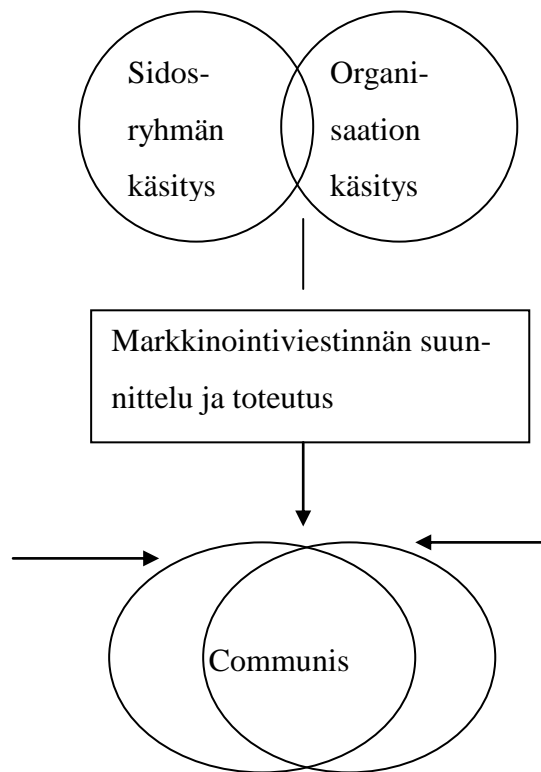 Sidos-
ryhmän
käsitys
Organi-
saation
käsitys
Markkinointiviestinnän suun-
nittelu ja toteutus
Communis